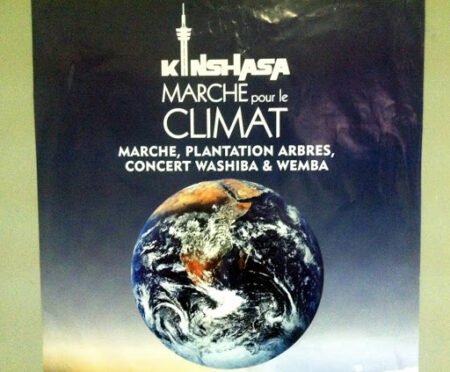 KINSHASA
MARCHE pour le
CLIMAT
MARCHE, PLANTATION ARBRES,
CONCERT WASHIBA & WEMBA